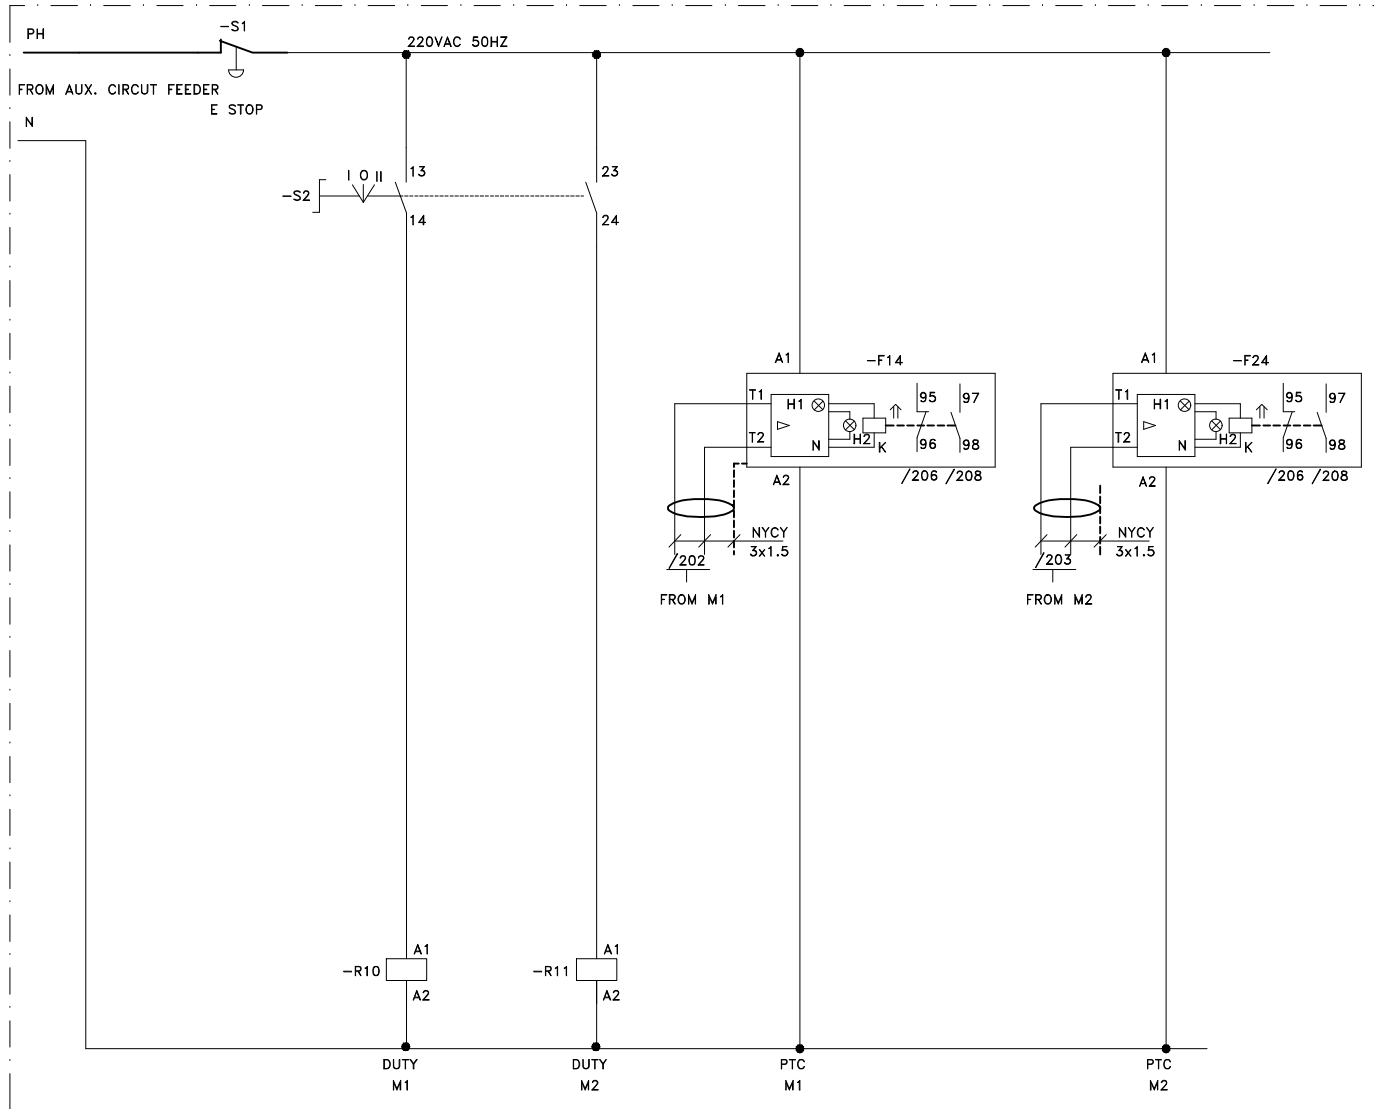 PH
-S1
220VAC 50HZ
FROM AUX. CIRCUT FEEDER
E STOP
N
I O II
13
23
-S2
14
24
A1
-F14
A1
-F24
T1
H1
95
97
T1
H1
95
97
T2
N
H2
K
96
98
T2
N
H2
K
96
98
A2
/206
/208
A2
/206
/208
NYCY
3x1.5
NYCY
3x1.5
/202
/203
FROM M1
FROM M2
A1
A1
-R10
-R11
A2
A2
DUTY
M1
DUTY
M2
PTC
M1
PTC
M2